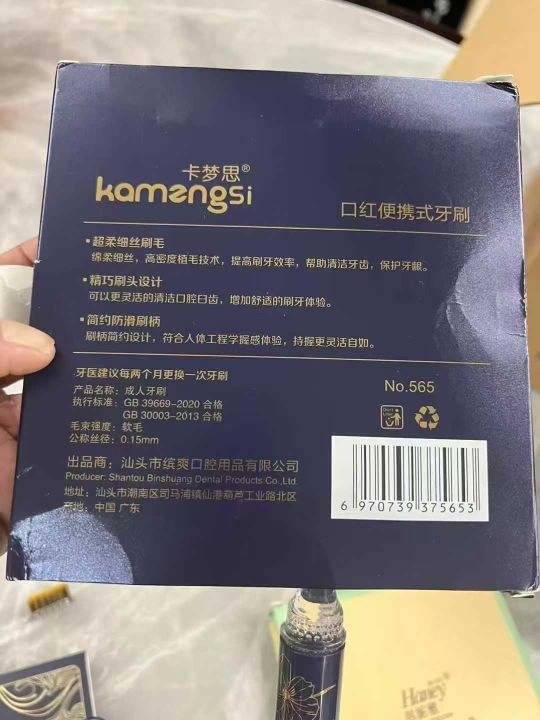 卡梦思®
kamengsi
口红便携式牙刷
▪超柔细丝刷毛
绵柔细丝，高密度植毛技术，提高刷牙效率，帮助清洁牙齿，保护牙龈。
▪精巧刷头设计
可以更灵活的清洁口腔臼齿，增加舒适的刷牙体验。
▪简约防滑刷柄
刷柄简约设计，符合人体工程学握感体验，持握更灵活自如。
牙医建议每两个月更换一次牙刷
产品名称：成人牙刷
执行标准：GB 39669-2020 合格
GB 30003-2013 合格
毛束强度：软毛
公称丝径：0.15mm
No.565
出品商：汕头市缤爽口腔用品有限公司
Producer: Shantou Binshuang Dental Products Co.,Ltd.
地址：汕头市潮南区司马浦镇仙港葫芦工业路北区
产地：中国 广东
6 970739 375653
Honey